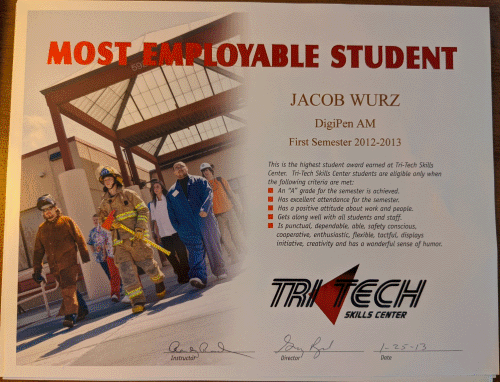 MOST EMPLOYABLE STUDENT
JACOB WURZ
DigiPen AM
First Semester 2012-2013
This is the highest student award earned at Tri-Tech Skills
Center. Tri-Tech Skills Center students are eligible only when
the following criteria are met:
An "A" grade for the semester is achieved.
Has excellent attendance for the semester.
Has a positive attitude about work and people.
Gets along well with all students and staff.
Is punctual, dependable, able, safety conscious,
cooperative, enthusiastic, flexible, tactful, displays
initiative, creativity and has a wonderful sense of humor.
TRI TECH
SKILLS CENTER
1-25-13
Instructor Director Date